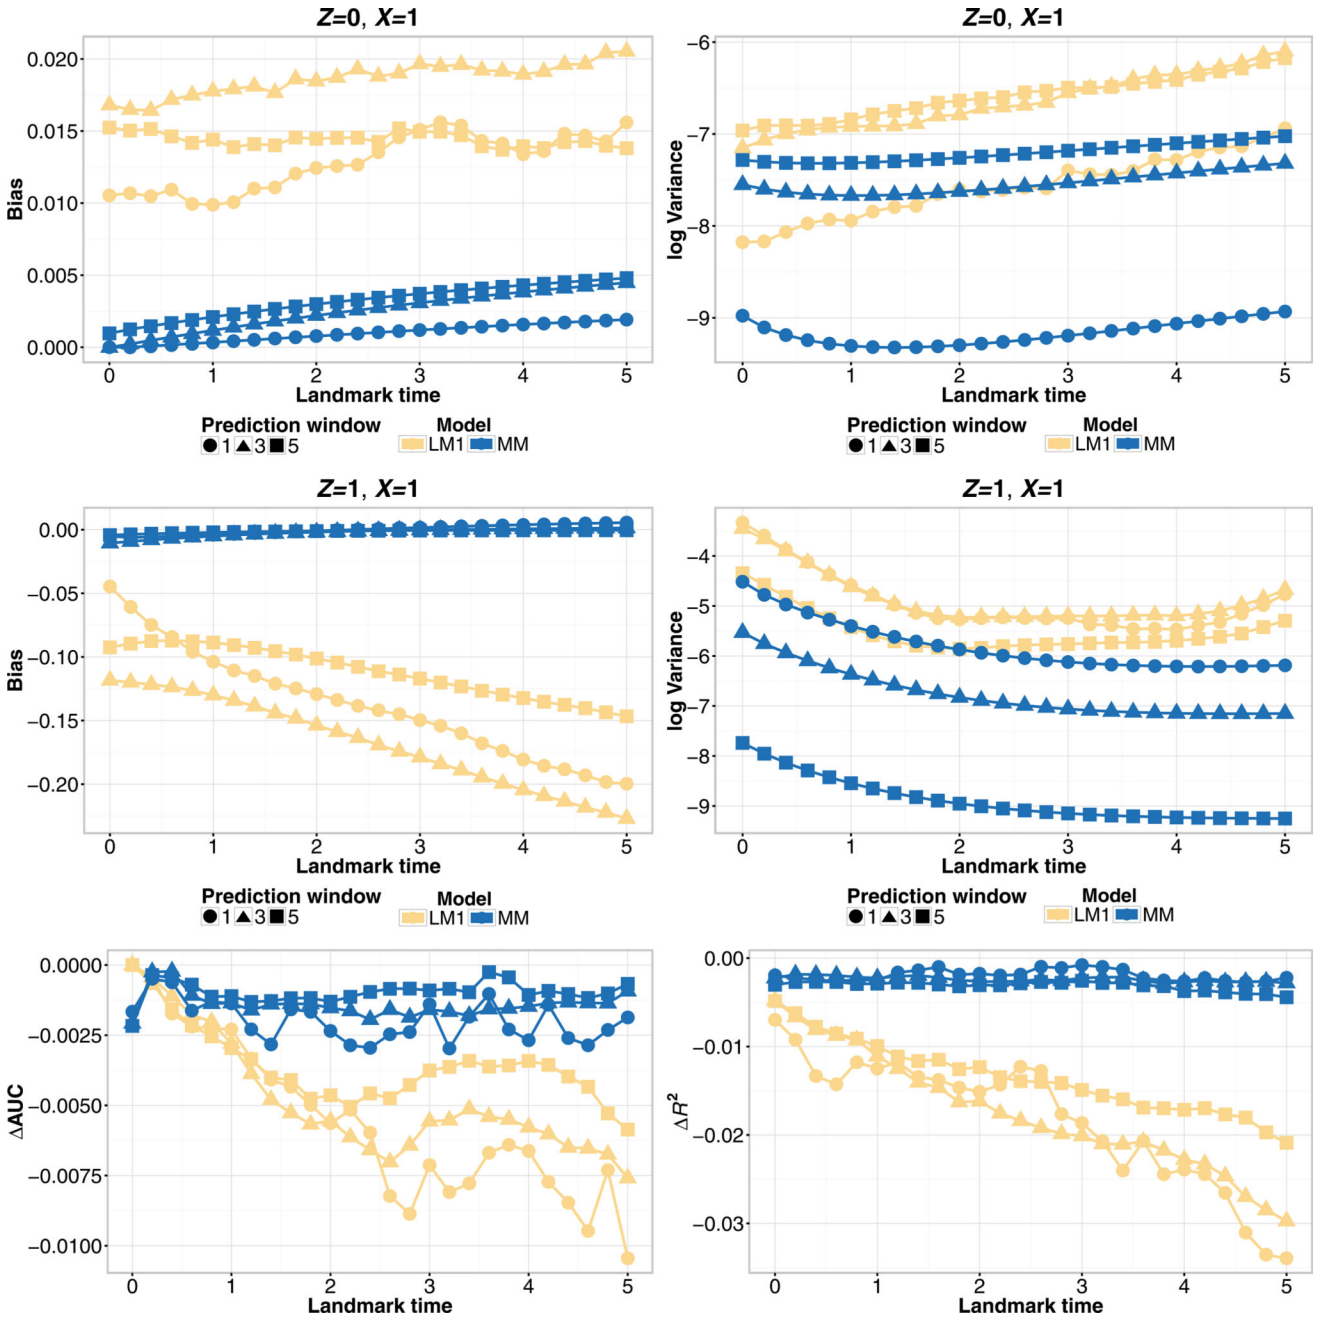 Z=0, X=1
Z=0, X=1
0.020
0.015
0.010
0.005
0.000
Bias
0 1 2 3 4 5
Landmark time
Prediction window
1 3 5
Model
LM1 MM
−6
−7
−8
−9
log Variance
0 1 2 3 4 5
Landmark time
Prediction window
1 3 5
Model
LM1 MM
Z=1, X=1
Z=1, X=1
0.00
−0.05
−0.10
−0.15
−0.20
Bias
0 1 2 3 4 5
Landmark time
Prediction window
1 3 5
Model
LM1 MM
−4
−5
−6
−7
−8
−9
log Variance
0 1 2 3 4 5
Landmark time
Prediction window
1 3 5
Model
LM1 MM
0.0000
−0.0025
−0.0050
−0.0075
−0.0100
ΔAUC
0 1 2 3 4 5
Landmark time
0.00
−0.01
−0.02
−0.03
ΔR²
0 1 2 3 4 5
Landmark time